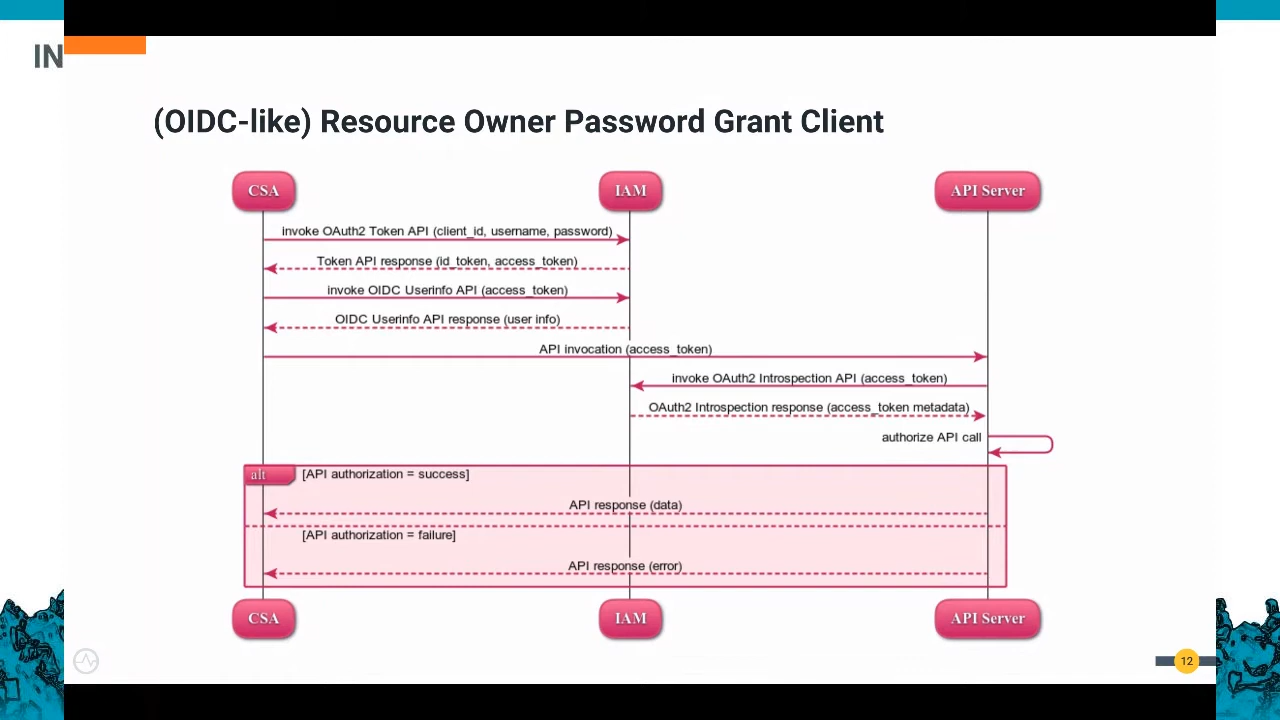 IN
(OIDC-like) Resource Owner Password Grant Client
CSA
IAM
API Server
invoke OAuth2 Token API (client_id, username, password)
Token API response (id_token, access_token)
invoke OIDC Userinfo API (access_token)
OIDC Userinfo API response (user info)
API invocation (access_token)
invoke OAuth2 Introspection API (access_token)
OAuth2 Introspection response (access_token metadata)
authorize API call
alt
[API authorization = success]
API response (data)
[API authorization = failure]
API response (error)
CSA
IAM
API Server
12